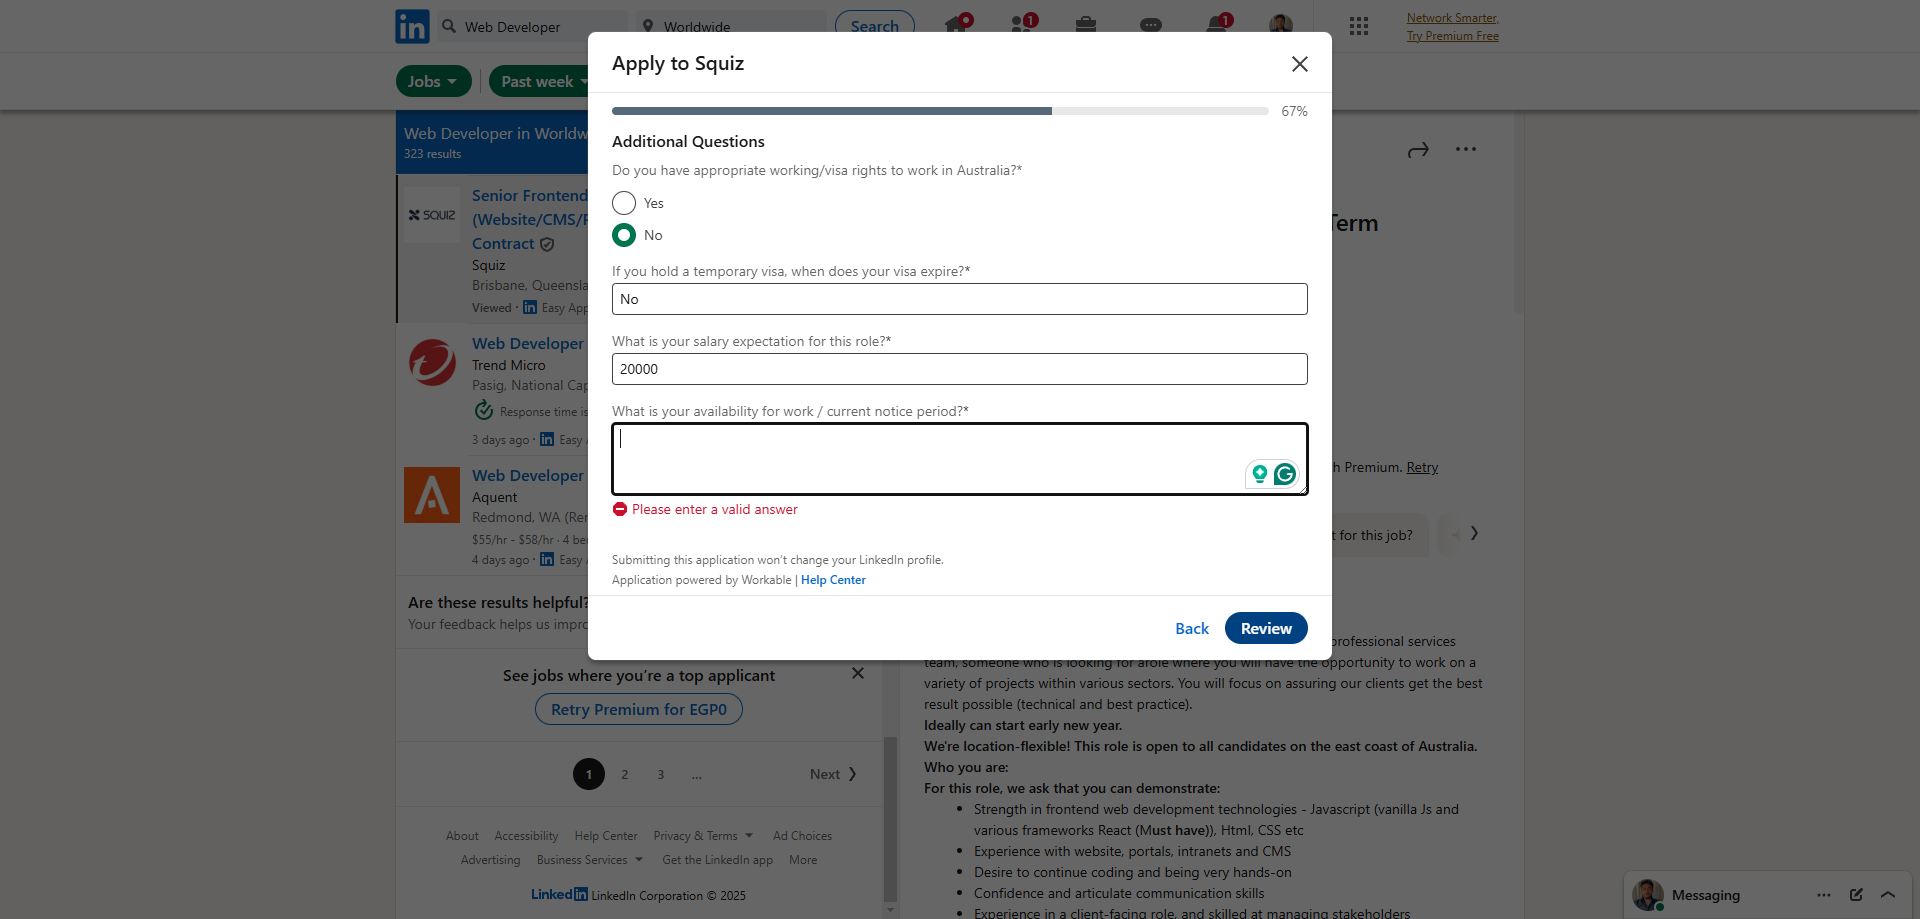 in
Web Developer
Worldwide
Search
1
1
Network Smarter,
Try Premium Free
Jobs
Past week
Apply to Squiz
67%
Additional Questions
Do you have appropriate working/visa rights to work in Australia?*
Yes
No
If you hold a temporary visa, when does your visa expire?*
No
What is your salary expectation for this role?*
20000
What is your availability for work / current notice period?*
Please enter a valid answer
Submitting this application won't change your LinkedIn profile.
Application powered by Workable | Help Center
Back
Review
Web Developer in Worldw
323 results
SQUIZ
Senior Frontend
(Website/CMS/
Contract
Squiz
Brisbane, Queensla
Viewed · in Easy App
Web Developer
Trend Micro
Pasig, National Cap
Response time is
3 days ago · in Easy
Web Developer
Aquent
Redmond, WA (Rem
$55/hr - $58/hr · 4 be
4 days ago · in Easy
Are these results helpful?
Your feedback helps us impro
See jobs where you're a top applicant
Retry Premium for EGP0
1
2
3
...
Next
About
Accessibility
Help Center
Privacy & Terms
Ad Choices
Advertising
Business Services
Get the LinkedIn app
More
LinkedIn LinkedIn Corporation © 2025
Term
h Premium. Retry
t for this job?
professional services
team, someone who is looking for arole where you will have the opportunity to work on a
variety of projects within various sectors. You will focus on assuring our clients get the best
result possible (technical and best practice).
Ideally can start early new year.
We're location-flexible! This role is open to all candidates on the east coast of Australia.
Who you are:
For this role, we ask that you can demonstrate:
• Strength in frontend web development technologies - Javascript (vanilla Js and
various frameworks React (Must have)), Html, CSS etc
• Experience with website, portals, intranets and CMS
• Desire to continue coding and being very hands-on
• Confidence and articulate communication skills
• Experience in a client-facing role, and skilled at managing stakeholders
Messaging